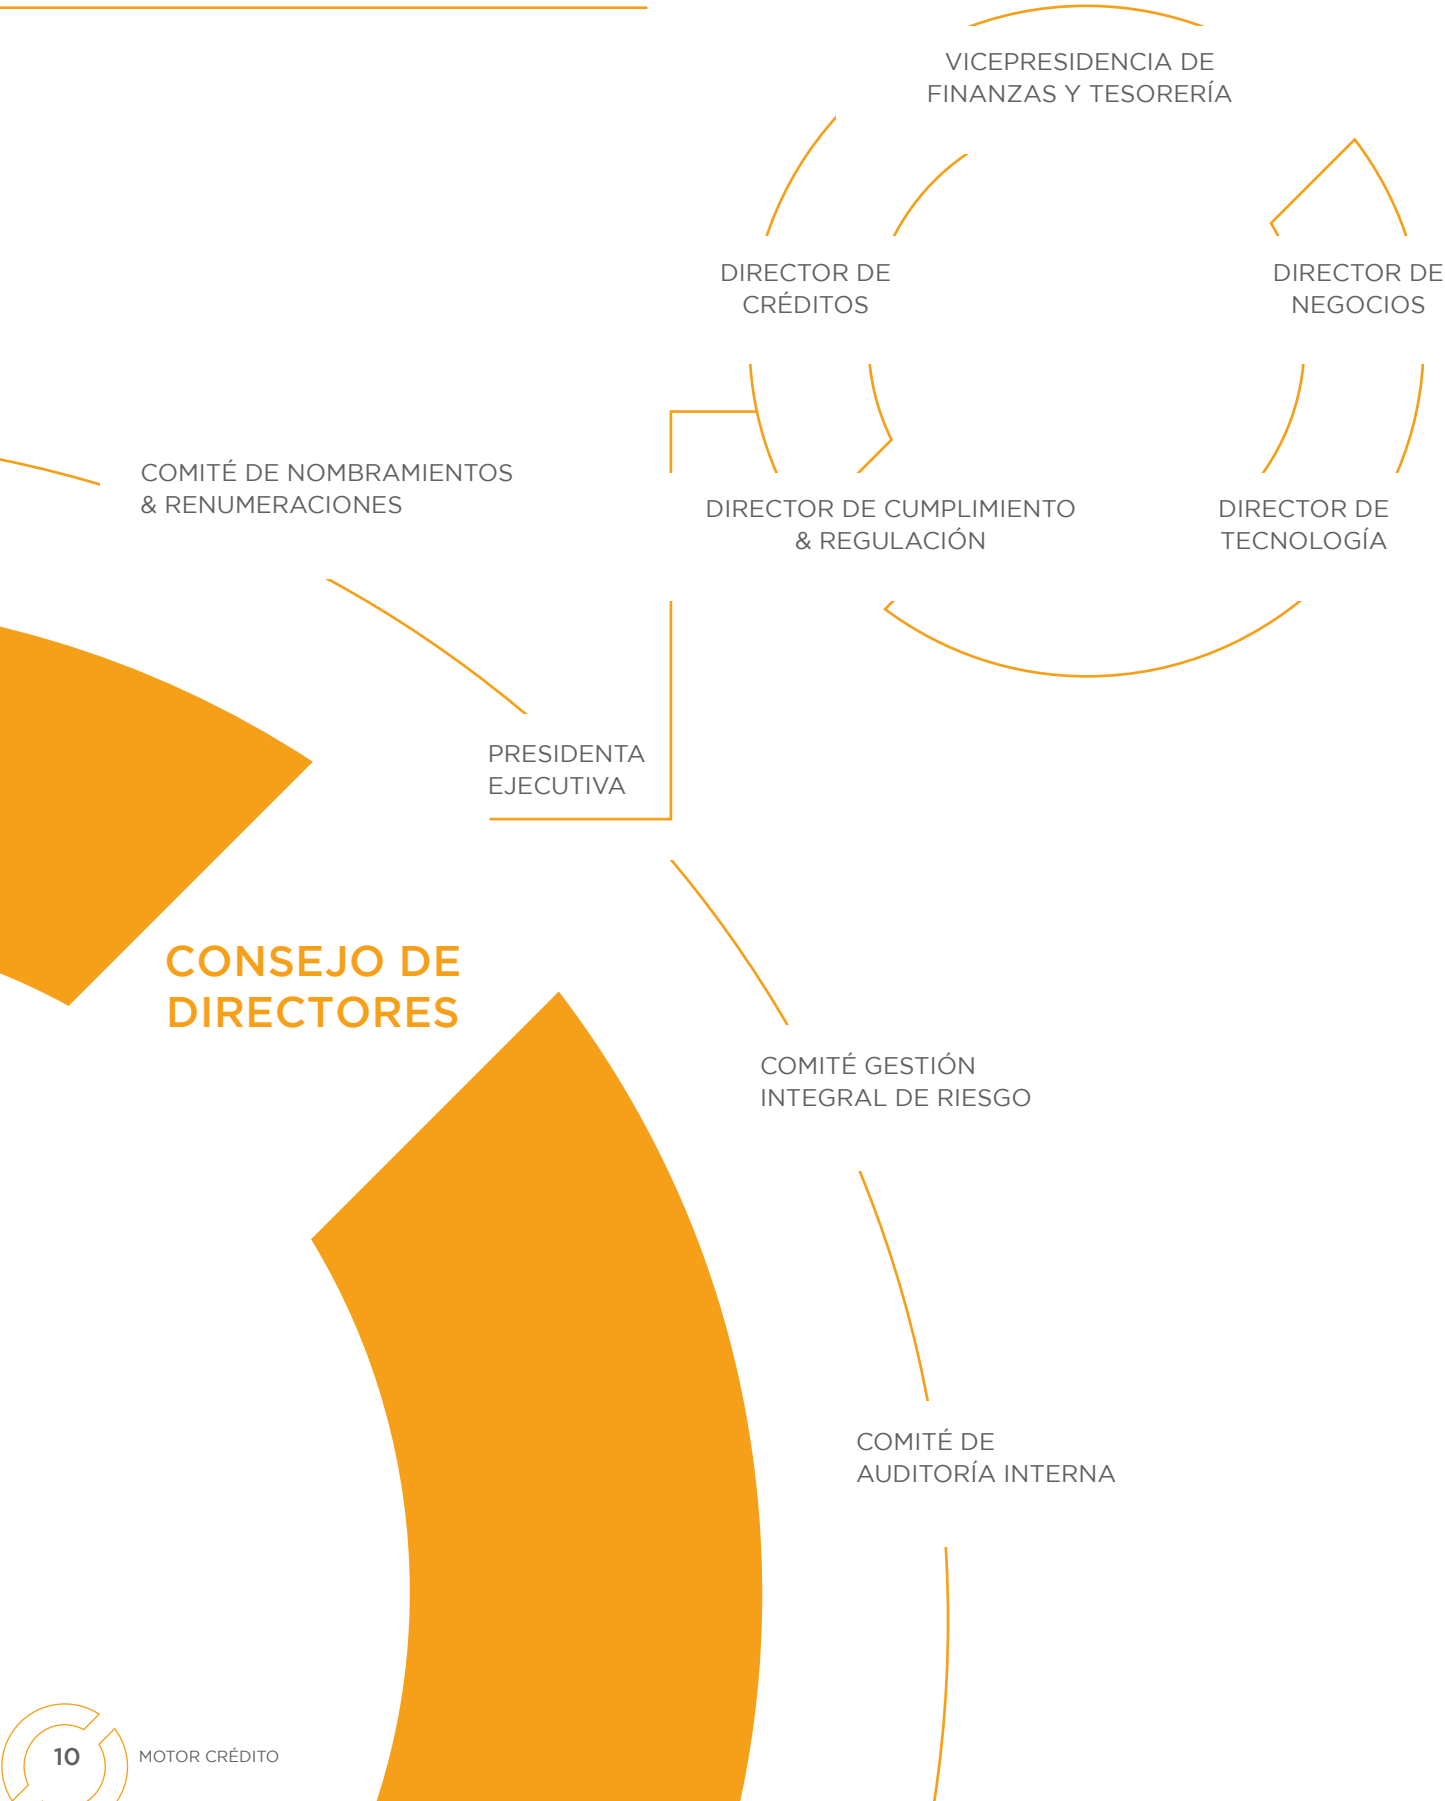 VICEPRESIDENCIA DE
FINANZAS Y TESORERÍA
DIRECTOR DE
CRÉDITOS
DIRECTOR DE
NEGOCIOS
COMITÉ DE NOMBRAMIENTOS
& RENUMERACIONES
DIRECTOR DE CUMPLIMIENTO
& REGULACIÓN
DIRECTOR DE
TECNOLOGÍA
PRESIDENTA
EJECUTIVA
CONSEJO DE
DIRECTORES
COMITÉ GESTIÓN
INTEGRAL DE RIESGO
COMITÉ DE
AUDITORÍA INTERNA
10
MOTOR CRÉDITO